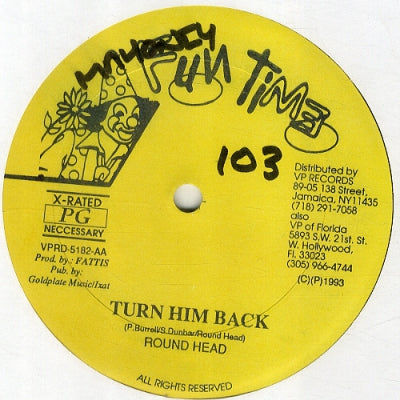 FUN TIME
103
X-RATED
PG
NECCESSARY
VPRD-5182-AA
Prod. by.: FATTIS
Pub. by:
Goldplate Music/Ixat
Distributed by
VP RECORDS
89-05 138 Street,
Jamaica, NY11435
(718) 291-7058
also
VP of Florida
5893 S.W. 21st. St.
W. Hollywood,
Fl. 33023
(305) 966-4744
(C)(P)1993
TURN HIM BACK
(P.Burrell/S.Dunbar/Round Head)
ROUND HEAD
ALL RIGHTS RESERVED